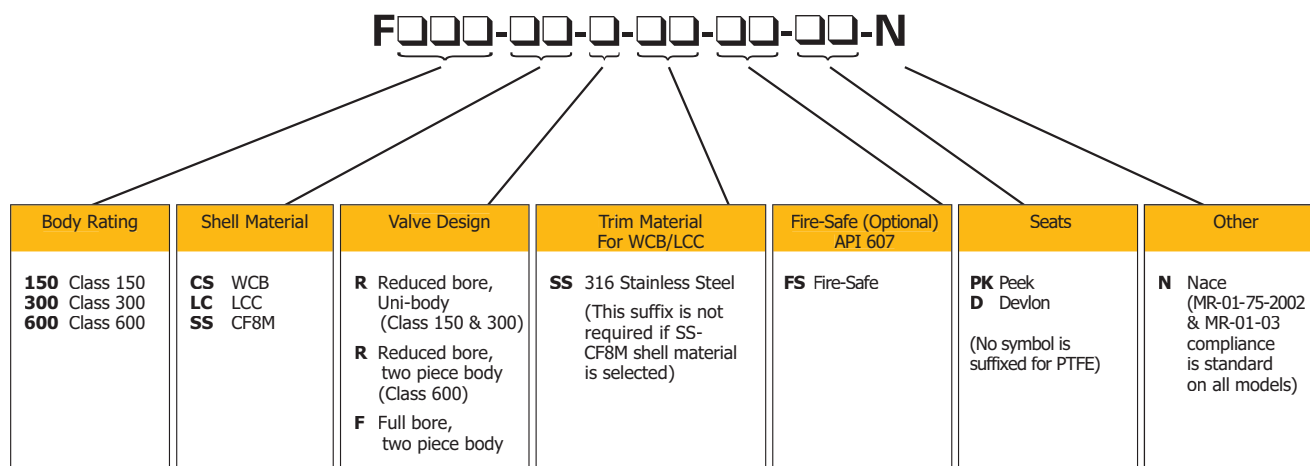 F❑❑❑-❑❑-❑-❑❑-❑❑-❑❑-N
Body Rating
150 Class 150
300 Class 300
600 Class 600
Shell Material
CS WCB
LC LCC
SS CF8M
Valve Design
R Reduced bore,
Uni-body
(Class 150 & 300)
R Reduced bore,
two piece body
(Class 600)
F Full bore,
two piece body
Trim Material
For WCB/LCC
SS 316 Stainless Steel
(This suffix is not
required if SS-
CF8M shell material
is selected)
Fire-Safe (Optional)
API 607
FS Fire-Safe
Seats
PK Peek
D Devlon
(No symbol is
suffixed for PTFE)
Other
N Nace
(MR-01-75-2002
& MR-01-03
compliance
is standard
on all models)